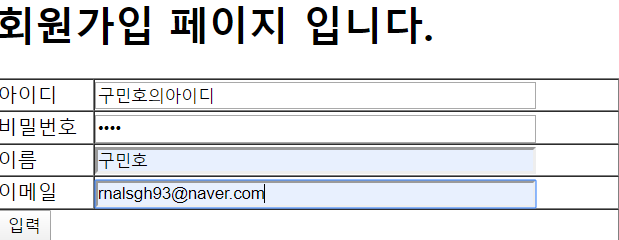 회원가입 페이지 입니다.
아이디 구민호의아이디
비밀번호 ••••
이름 구민호
이메일 rnalsgh93@naver.com
입력